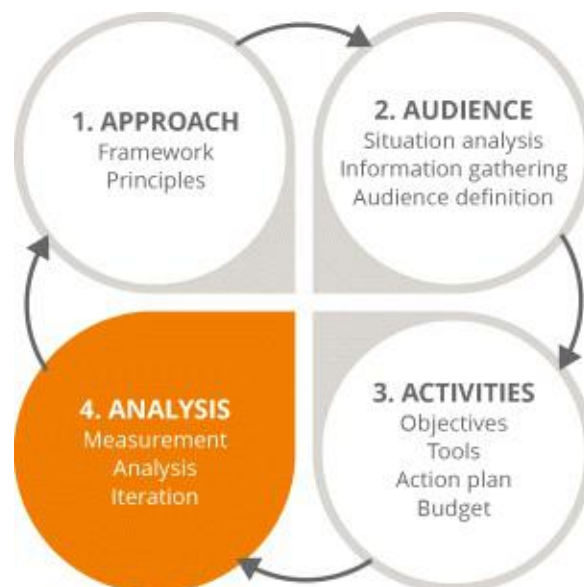 1. APPROACH
Framework
Principles
2. AUDIENCE
Situation analysis
Information gathering
Audience definition
3. ACTIVITIES
Objectives
Tools
Action plan
Budget
4. ANALYSIS
Measurement
Analysis
Iteration